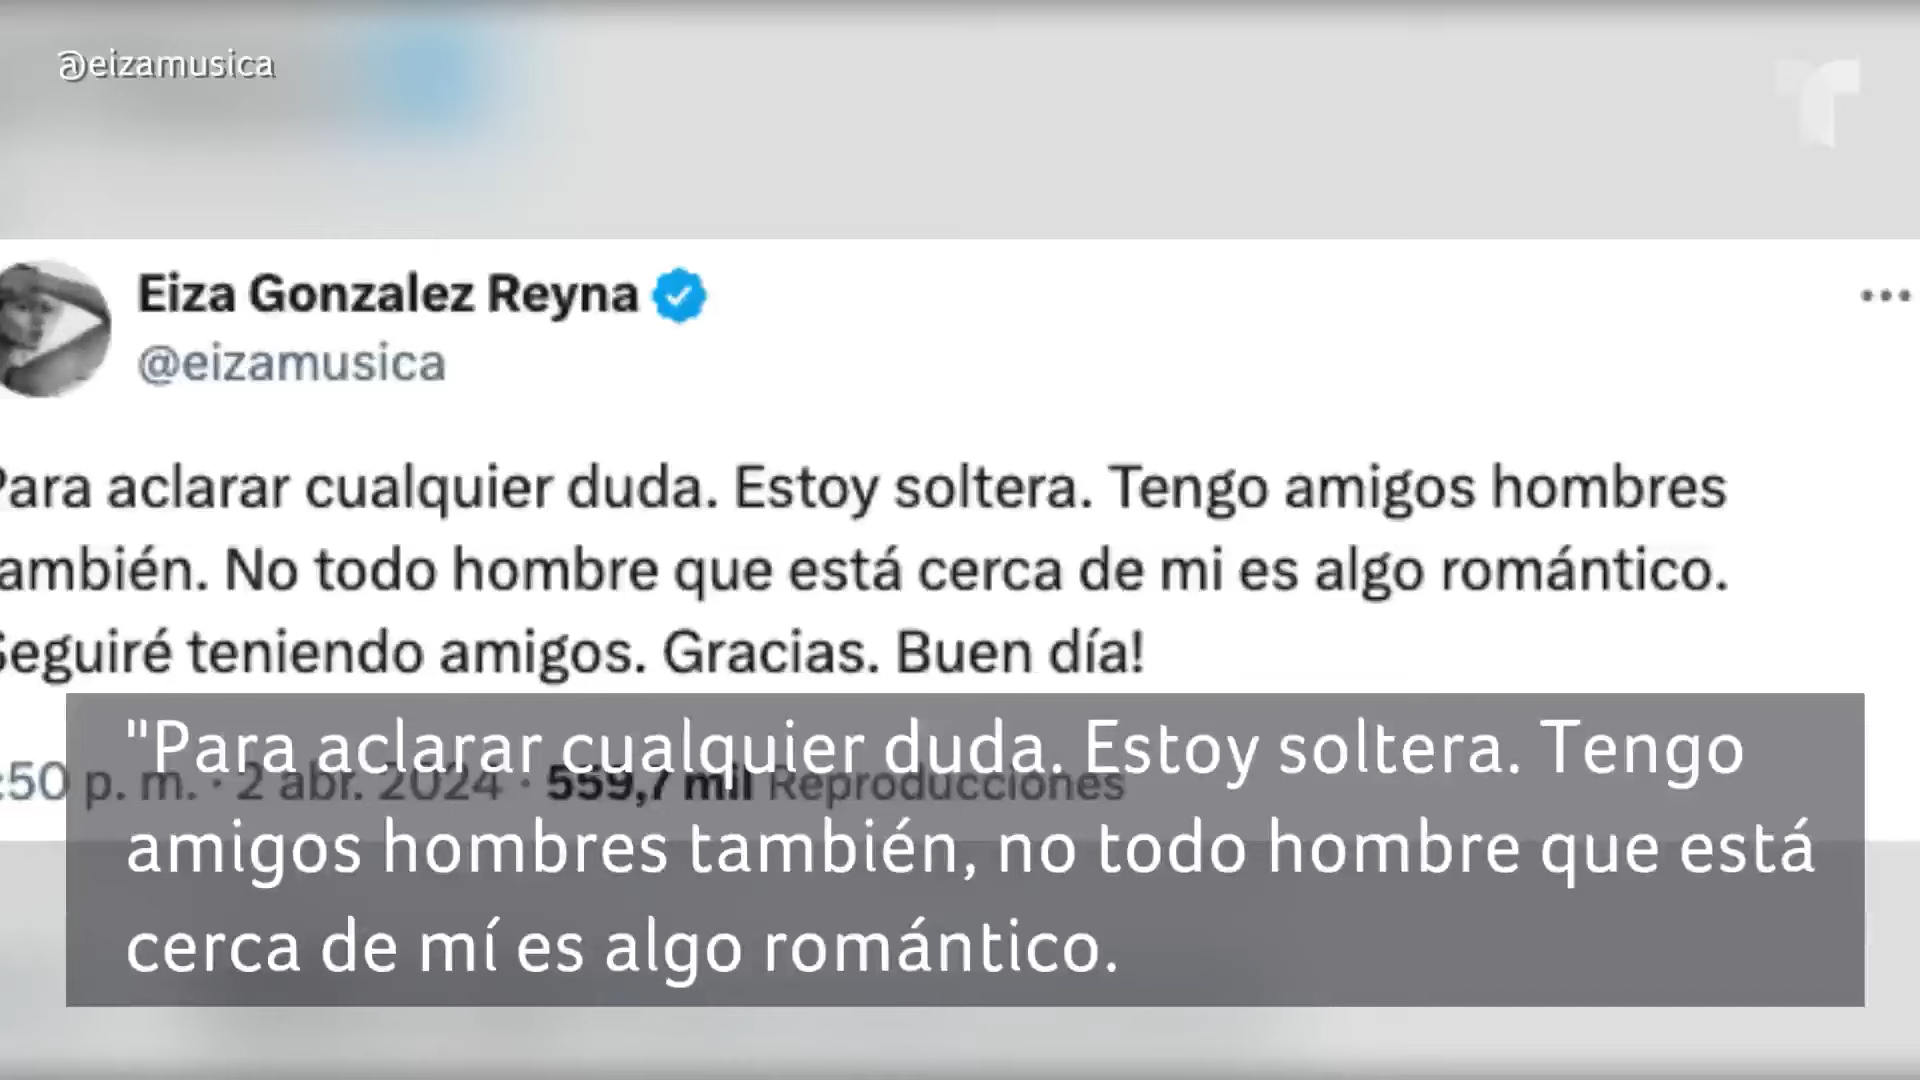 @eizamusica
Eiza Gonzalez Reyna
@eizamusica
Para aclarar cualquier duda. Estoy soltera. Tengo amigos hombres
también. No todo hombre que está cerca de mi es algo romántico.
Seguiré teniendo amigos. Gracias. Buen día!
:50 p. m. · 2 abr. 2024 · 559,7 mil Reproducciones
"Para aclarar cualquier duda. Estoy soltera. Tengo
amigos hombres también, no todo hombre que está
cerca de mí es algo romántico.